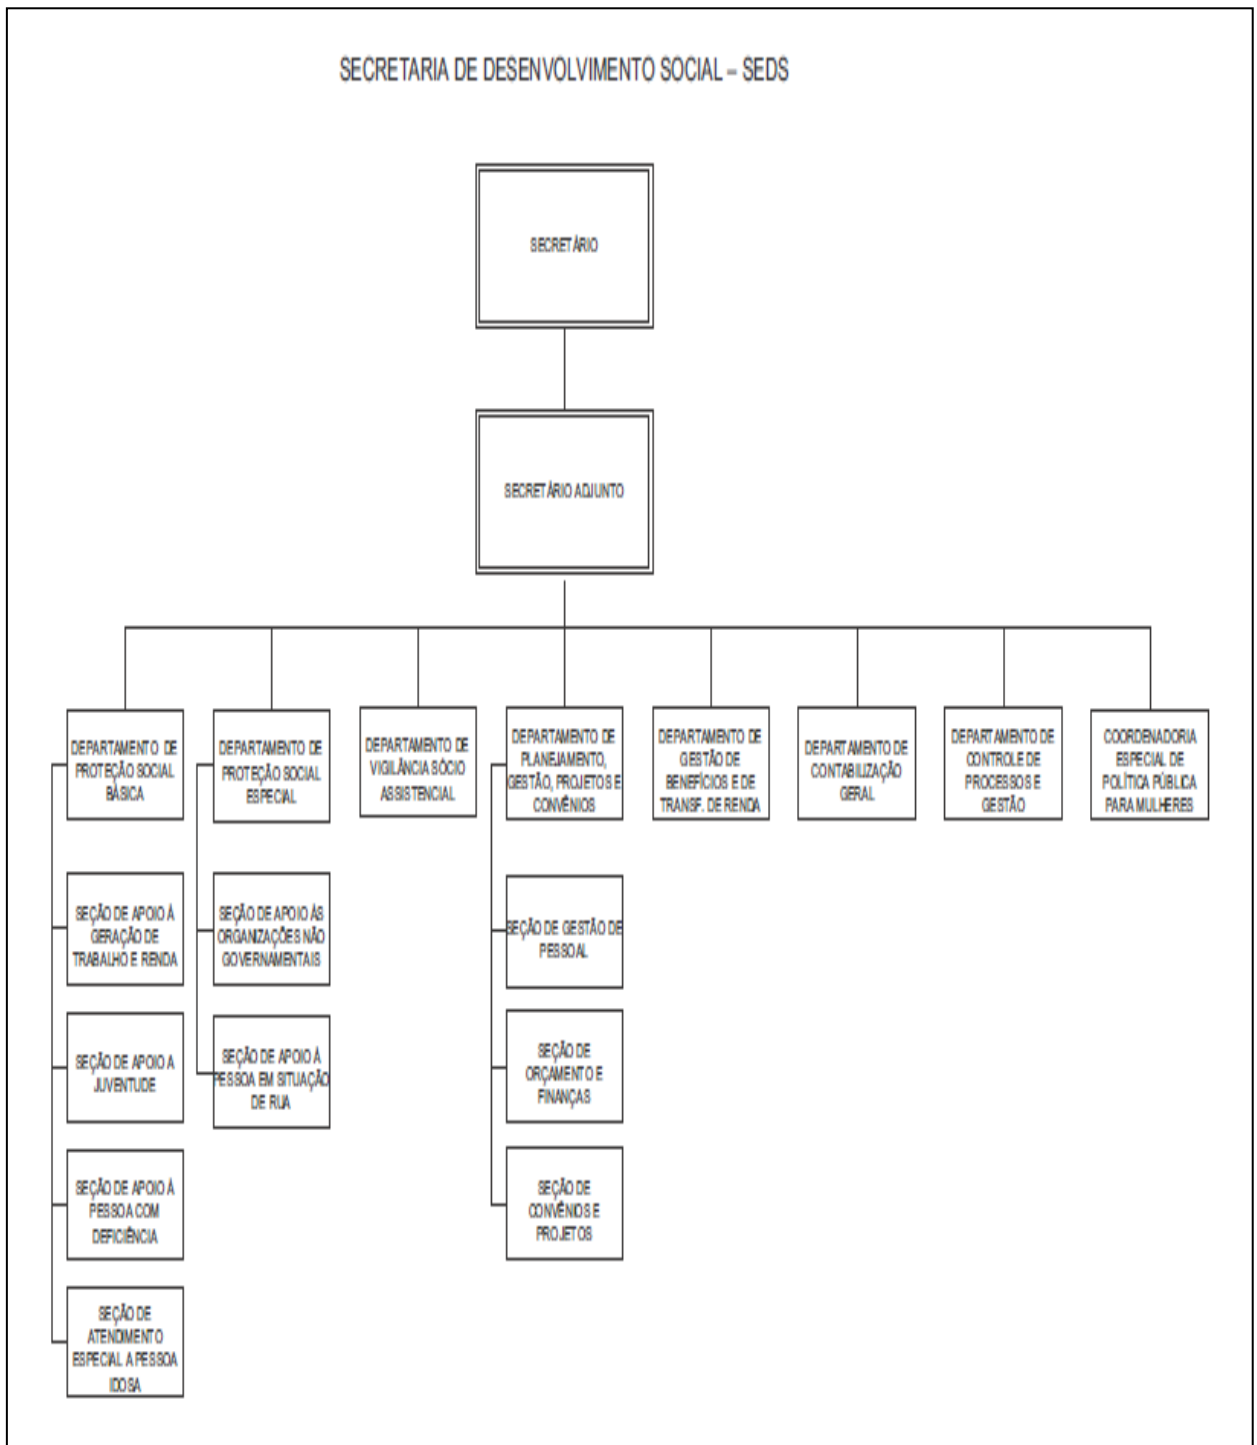 SECRETARIA DE DESENVOLVIMENTO SOCIAL – SEDS
SECRETÁRIO
SECRETÁRIO ADJUNTO
DEPARTAMENTO DE
PROTEÇÃO SOCIAL
BÁSICA
DEPARTAMENTO DE
PROTEÇÃO SOCIAL
ESPECIAL
DEPARTAMENTO DE
VIGILÂNCIA SÓCIO
ASSISTENCIAL
DEPARTAMENTO DE
PLANEJAMENTO,
GESTÃO, PROJETOS E
CONVÊNIOS
DEPARTAMENTO DE
GESTÃO DE
BENEFÍCIOS E DE
TRANSF. DE RENDA
DEPARTAMENTO DE
CONTABILIZAÇÃO
GERAL
DEPARTAMENTO DE
CONTROLE DE
PROCESSOS E
GESTÃO
COORDENADORIA
ESPECIAL DE
POLÍTICA PÚBLICA
PARA MULHERES
SEÇÃO DE APOIO À
GERAÇÃO DE
TRABALHO E RENDA
SEÇÃO DE APOIO ÀS
ORGANIZAÇÕES NÃO
GOVERNAMENTAIS
SEÇÃO DE GESTÃO DE
PESSOAL
SEÇÃO DE APOIO A
JUVENTUDE
SEÇÃO DE APOIO À
PESSOA EM SITUAÇÃO
DE RUA
SEÇÃO DE
ORÇAMENTO E
FINANÇAS
SEÇÃO DE APOIO À
PESSOA COM
DEFICIÊNCIA
SEÇÃO DE
CONVÊNIOS E
PROJETOS
SEÇÃO DE
ATENDIMENTO
ESPECIAL A PESSOA
IDOSA